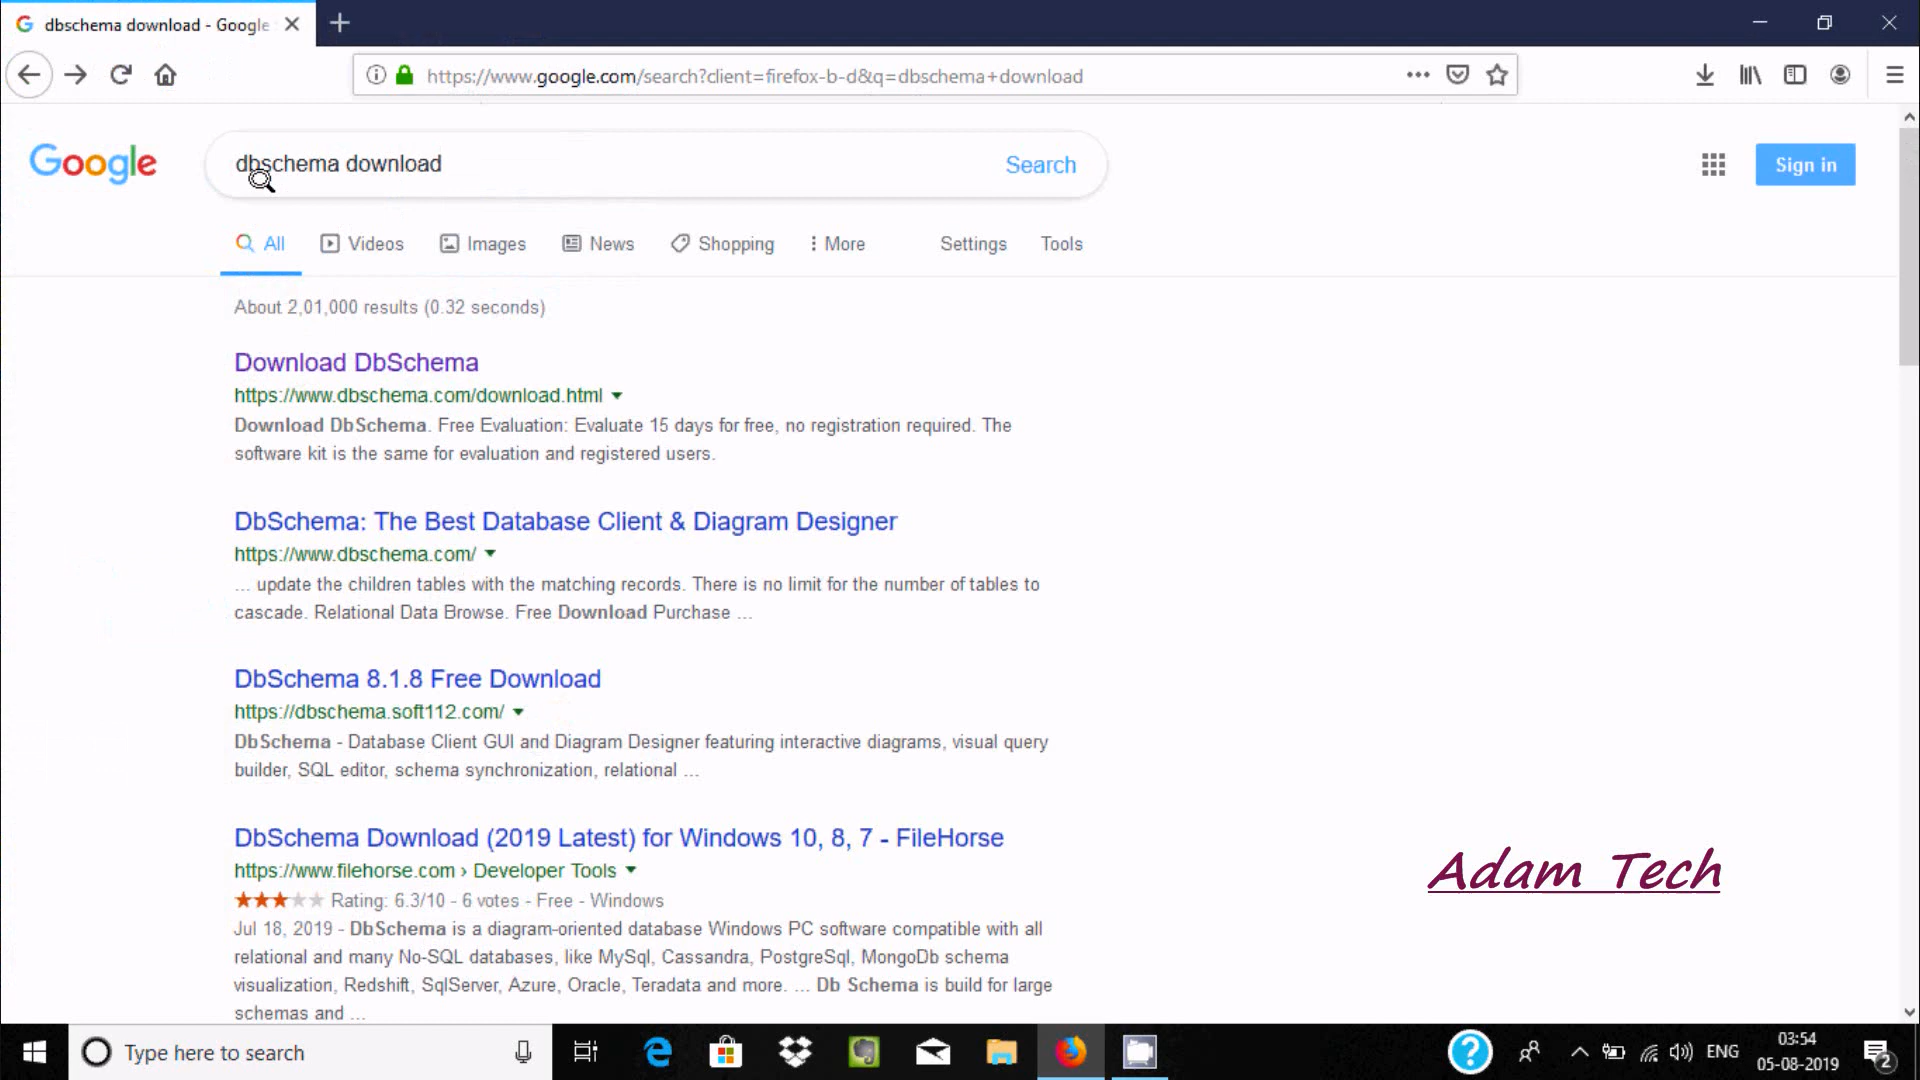 dbschema download - Google
https://www.google.com/search?client=firefox-b-d&q=dbschema+download
Google
dbschema download
Search
Sign in
All
Videos
Images
News
Shopping
More
Settings
Tools
About 2,01,000 results (0.32 seconds)
Download DbSchema
https://www.dbschema.com/download.html
Download DbSchema. Free Evaluation: Evaluate 15 days for free, no registration required. The
software kit is the same for evaluation and registered users.
DbSchema: The Best Database Client & Diagram Designer
https://www.dbschema.com/
... update the children tables with the matching records. There is no limit for the number of tables to
cascade. Relational Data Browse. Free Download Purchase ...
DbSchema 8.1.8 Free Download
https://dbschema.soft112.com/
DbSchema - Database Client GUI and Diagram Designer featuring interactive diagrams, visual query
builder, SQL editor, schema synchronization, relational ...
DbSchema Download (2019 Latest) for Windows 10, 8, 7 - FileHorse
https://www.filehorse.com › Developer Tools
Rating: 6.3/10 - 6 votes - Free - Windows
Jul 18, 2019 - DbSchema is a diagram-oriented database Windows PC software compatible with all
relational and many No-SQL databases, like MySql, Cassandra, PostgreSql, MongoDb schema
visualization, Redshift, SqlServer, Azure, Oracle, Teradata and more. ... Db Schema is build for large
schemas and ...
Adam Tech
Type here to search
ENG
03:54
05-08-2019
2